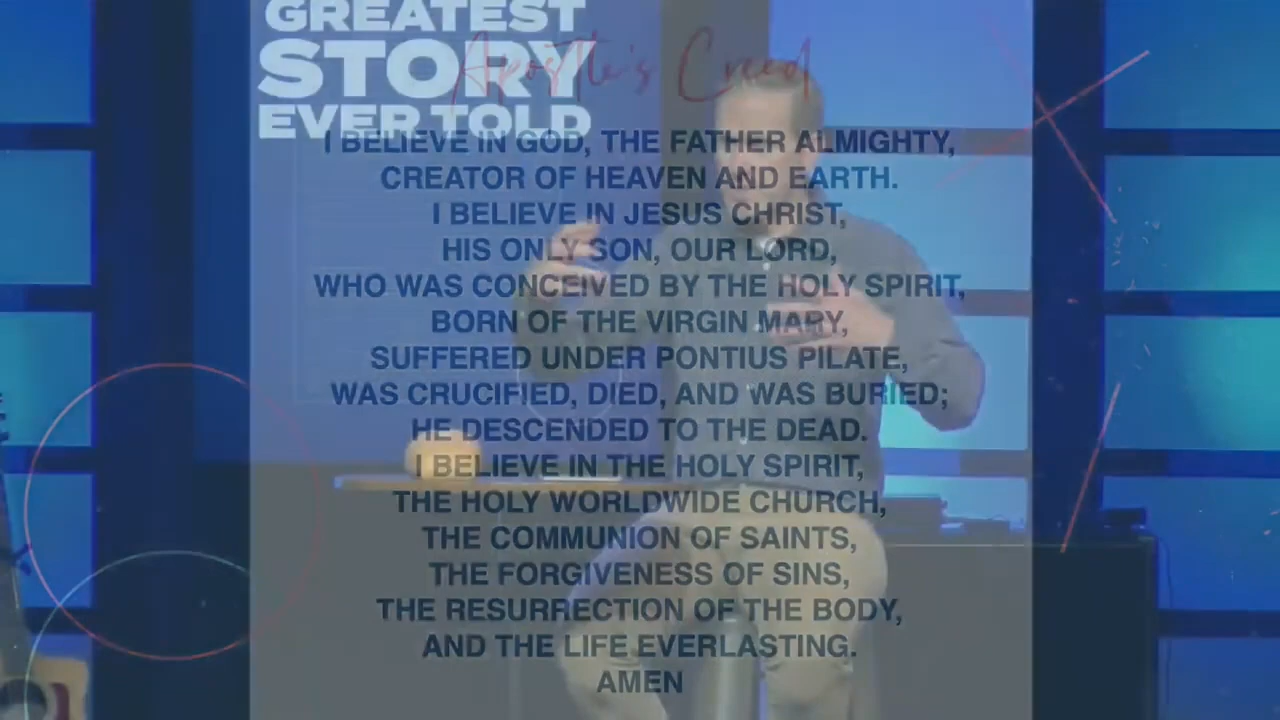 GREATEST
STORY
EVER TOLD
Apostle's Creed
I BELIEVE IN GOD, THE FATHER ALMIGHTY,
CREATOR OF HEAVEN AND EARTH.
I BELIEVE IN JESUS CHRIST,
HIS ONLY SON, OUR LORD,
WHO WAS CONCEIVED BY THE HOLY SPIRIT,
BORN OF THE VIRGIN MARY,
SUFFERED UNDER PONTIUS PILATE,
WAS CRUCIFIED, DIED, AND WAS BURIED;
HE DESCENDED TO THE DEAD.
I BELIEVE IN THE HOLY SPIRIT,
THE HOLY WORLDWIDE CHURCH,
THE COMMUNION OF SAINTS,
THE FORGIVENESS OF SINS,
THE RESURRECTION OF THE BODY,
AND THE LIFE EVERLASTING.
AMEN